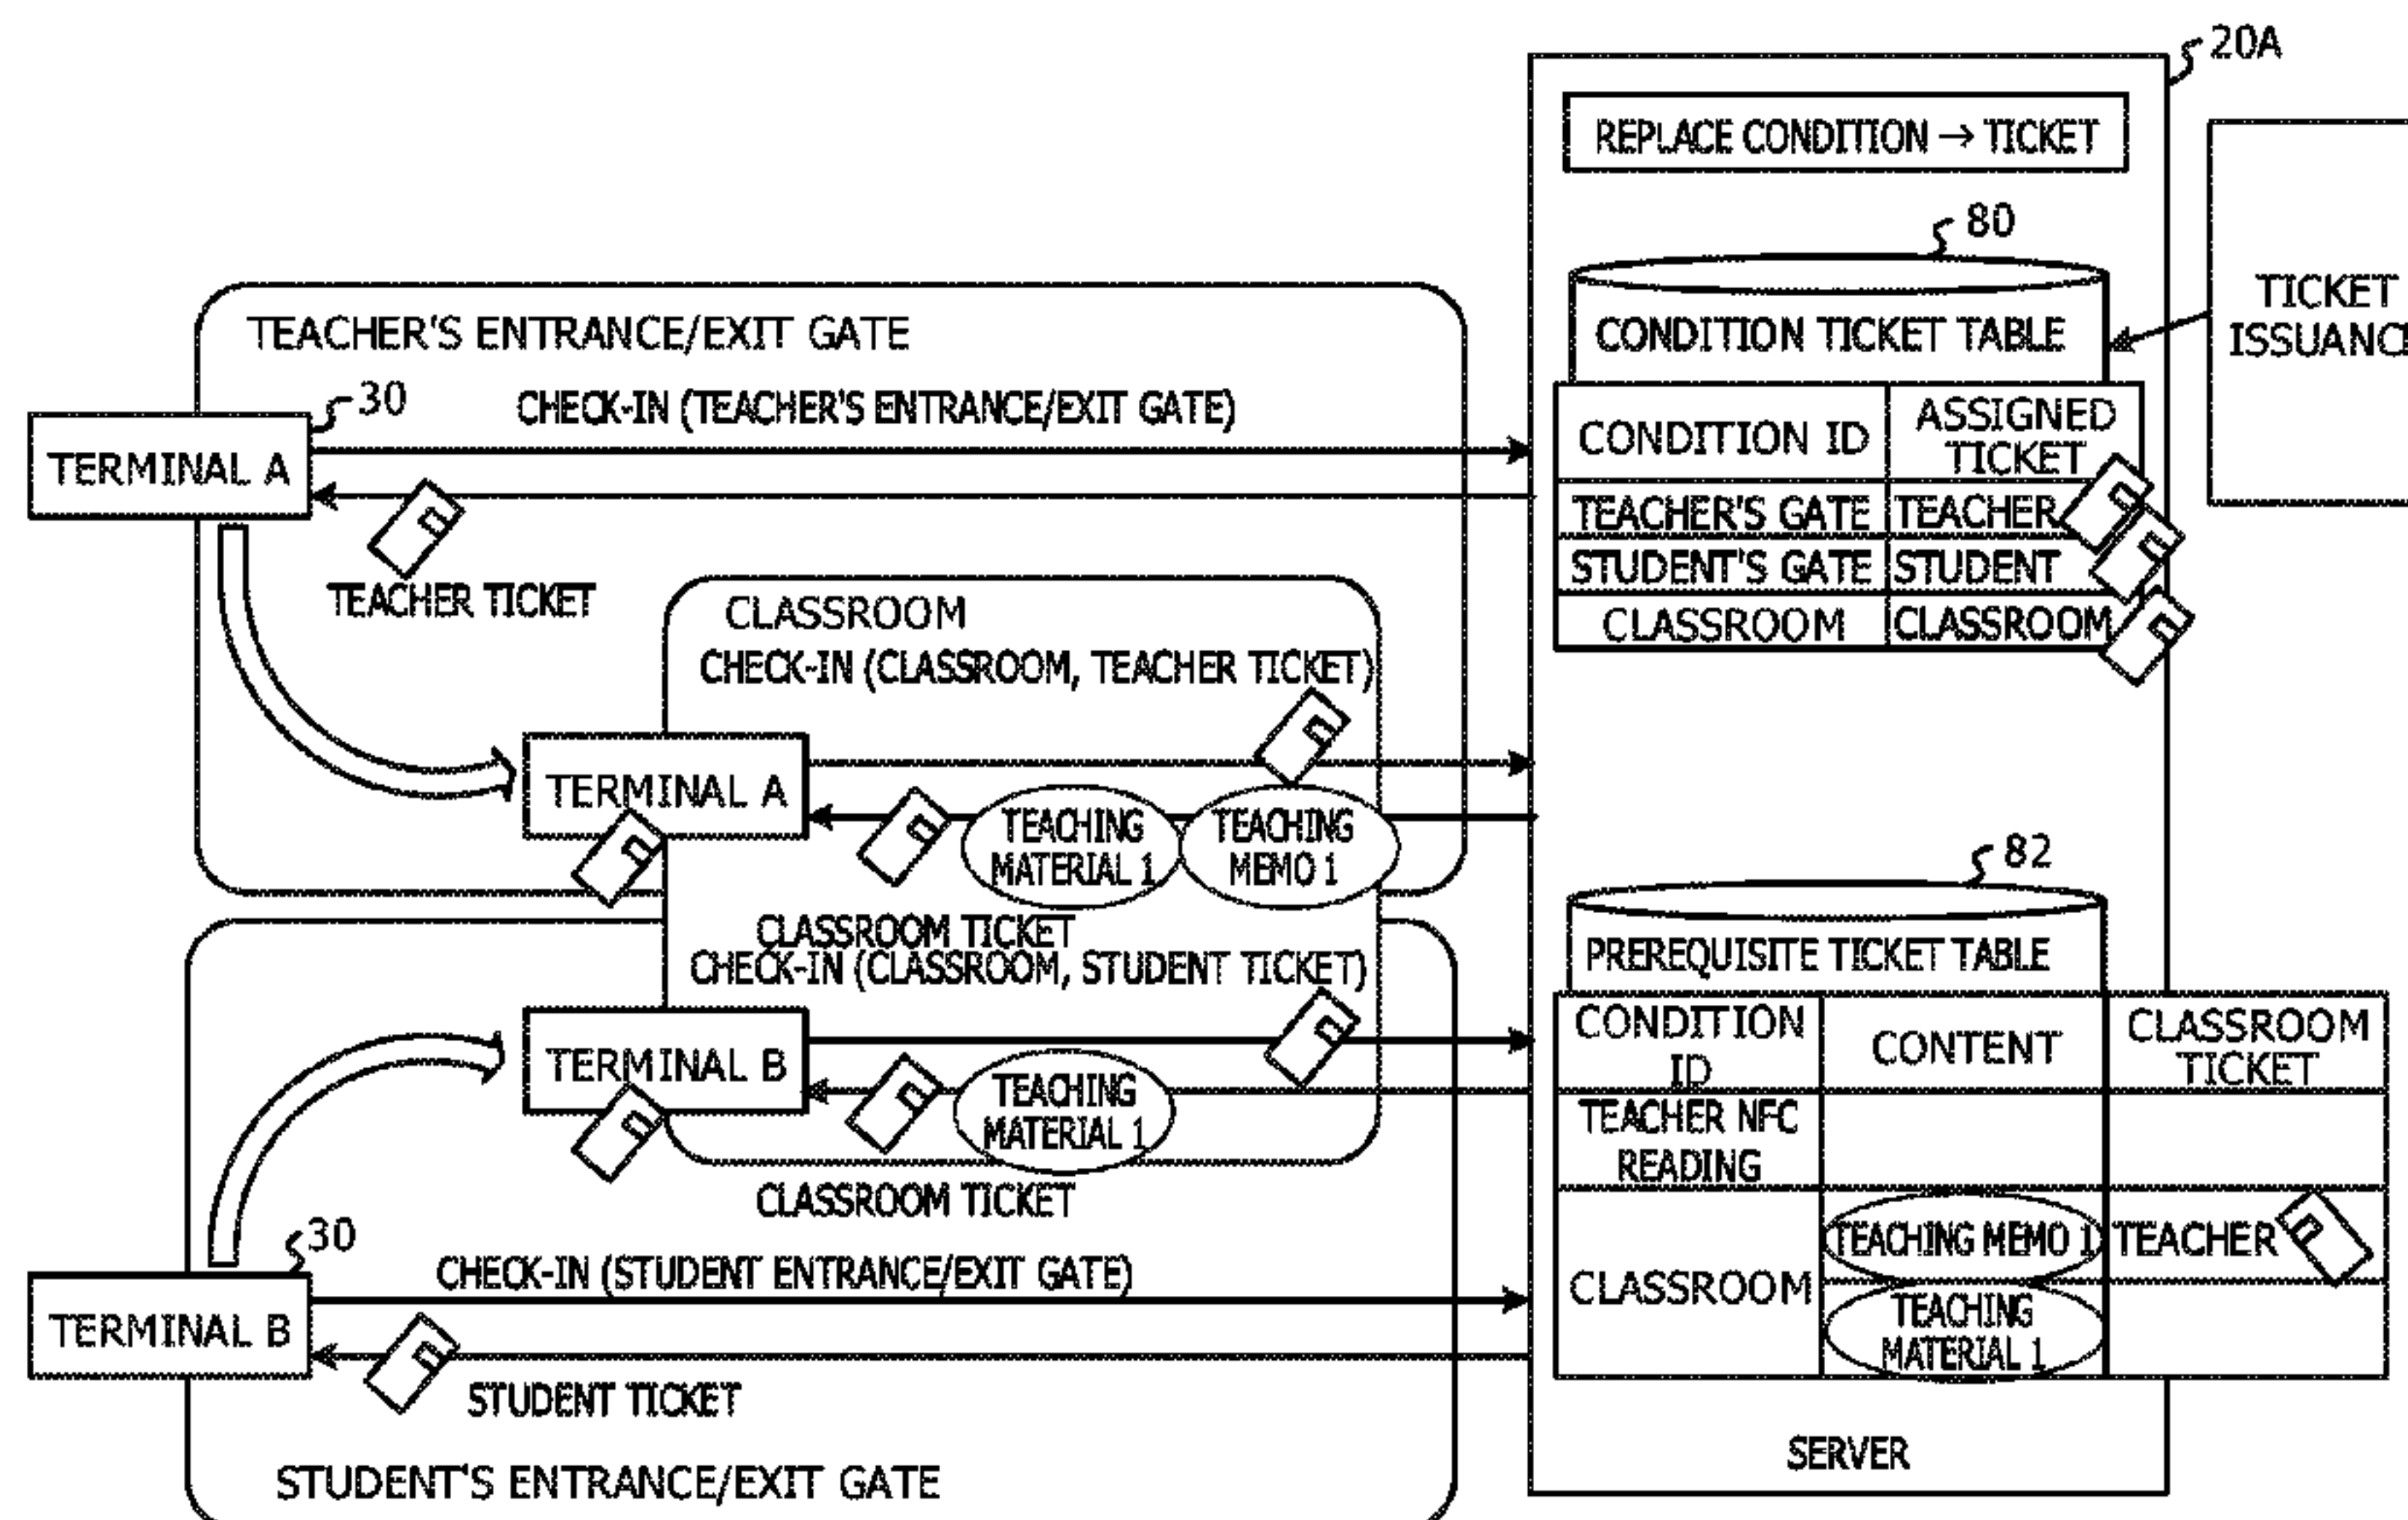 20A
REPLACE CONDITION → TICKET
80
CONDITION TICKET TABLE
TICKET
ISSUANCE
CONDITION ID
ASSIGNED
TICKET
TEACHER'S GATE
TEACHER
STUDENT'S GATE
STUDENT
CLASSROOM
CLASSROOM
TEACHER'S ENTRANCE/EXIT GATE
30
CHECK-IN (TEACHER'S ENTRANCE/EXIT GATE)
TERMINAL A
TEACHER TICKET
CLASSROOM
CHECK-IN (CLASSROOM, TEACHER TICKET)
TERMINAL A
TEACHING
MATERIAL 1
TEACHING
MEMO 1
CLASSROOM TICKET
CHECK-IN (CLASSROOM, STUDENT TICKET)
TERMINAL B
TEACHING
MATERIAL 1
CLASSROOM TICKET
30
CHECK-IN (STUDENT ENTRANCE/EXIT GATE)
TERMINAL B
STUDENT TICKET
STUDENT'S ENTRANCE/EXIT GATE
82
PREREQUISITE TICKET TABLE
CONDITION
ID
CONTENT
CLASSROOM
TICKET
TEACHER NFC
READING
CLASSROOM
TEACHING MEMO 1
TEACHER
TEACHING
MATERIAL 1
SERVER